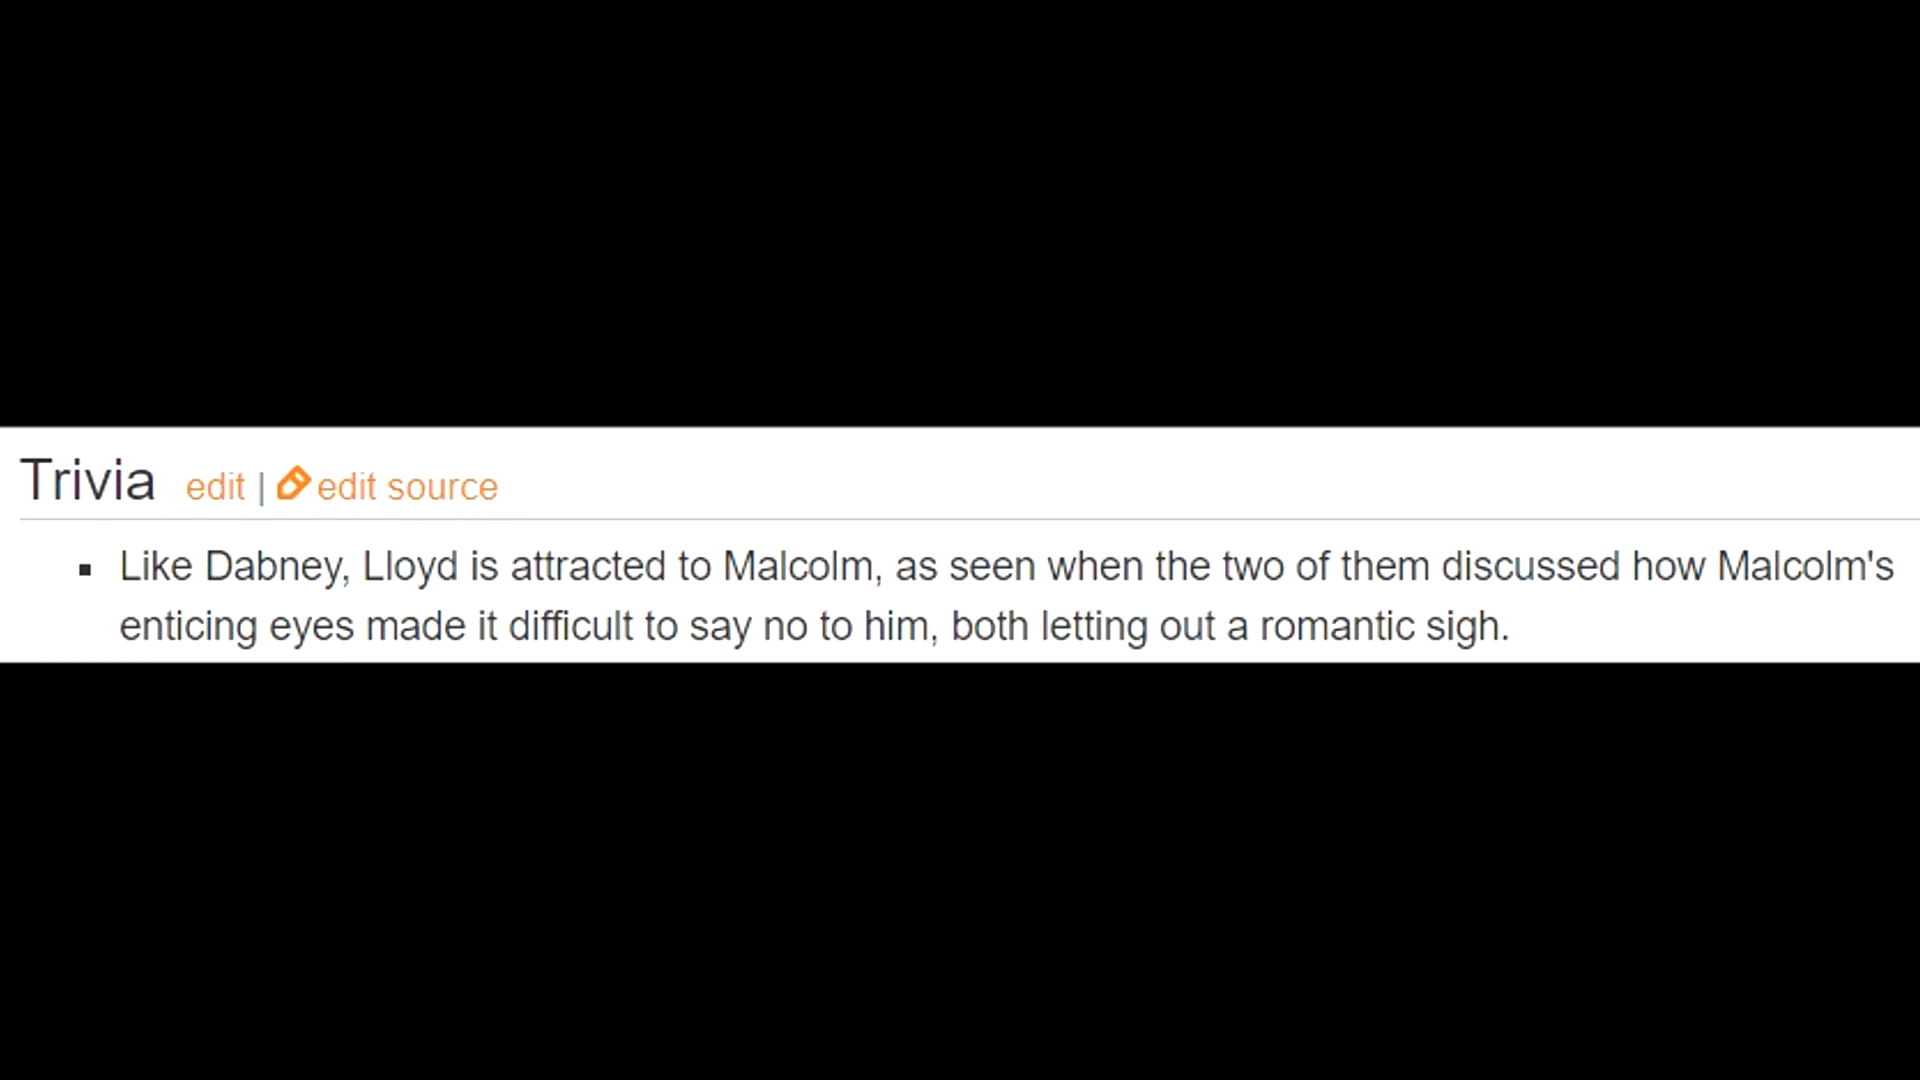 Trivia edit | edit source
Like Dabney, Lloyd is attracted to Malcolm, as seen when the two of them discussed how Malcolm's
enticing eyes made it difficult to say no to him, both letting out a romantic sigh.